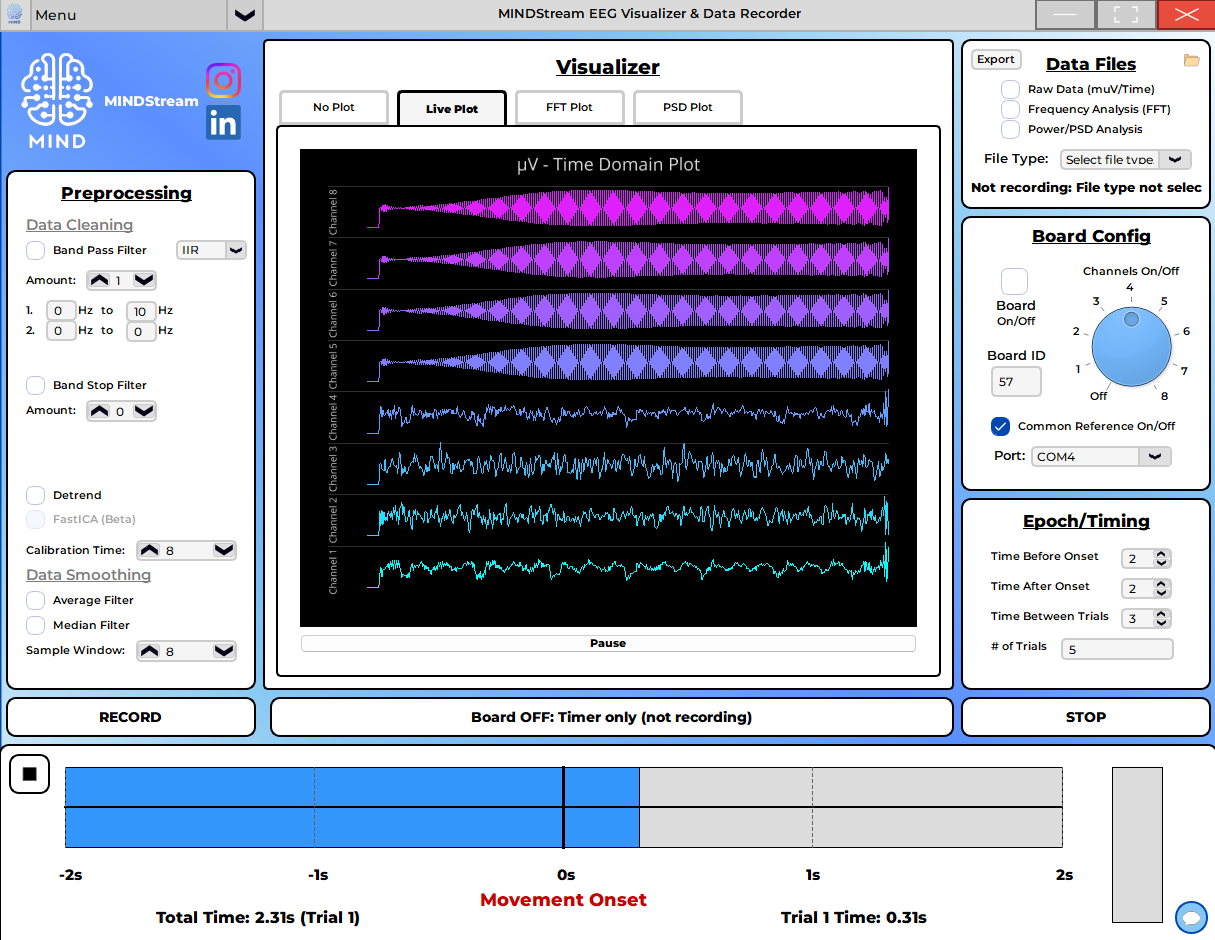 MIND
Menu
MINDStream EEG Visualizer & Data Recorder
MINDStream
in
MIND
Preprocessing
Data Cleaning
Band Pass Filter
IIR
Amount:
1
1.
0
Hz to
10
Hz
2.
0
Hz to
0
Hz
Band Stop Filter
Amount:
0
Detrend
FastICA (Beta)
Calibration Time:
8
Data Smoothing
Average Filter
Median Filter
Sample Window:
8
RECORD
Visualizer
No Plot
Live Plot
FFT Plot
PSD Plot
µV - Time Domain Plot
Channel 8
Channel 7
Channel 6
Channel 5
Channel 4
Channel 3
Channel 2
Channel 1
Pause
Board OFF: Timer only (not recording)
Export
Data Files
Raw Data (muV/Time)
Frequency Analysis (FFT)
Power/PSD Analysis
File Type:
Select file type
Not recording: File type not selec
Board Config
Board
On/Off
Channels On/Off
4
3
5
2
6
1
7
Off
8
Board ID
57
Common Reference On/Off
Port:
COM4
Epoch/Timing
Time Before Onset
2
Time After Onset
2
Time Between Trials
3
# of Trials
5
STOP
-2s
-1s
0s
1s
2s
Movement Onset
Total Time: 2.31s (Trial 1)
Trial 1 Time: 0.31s